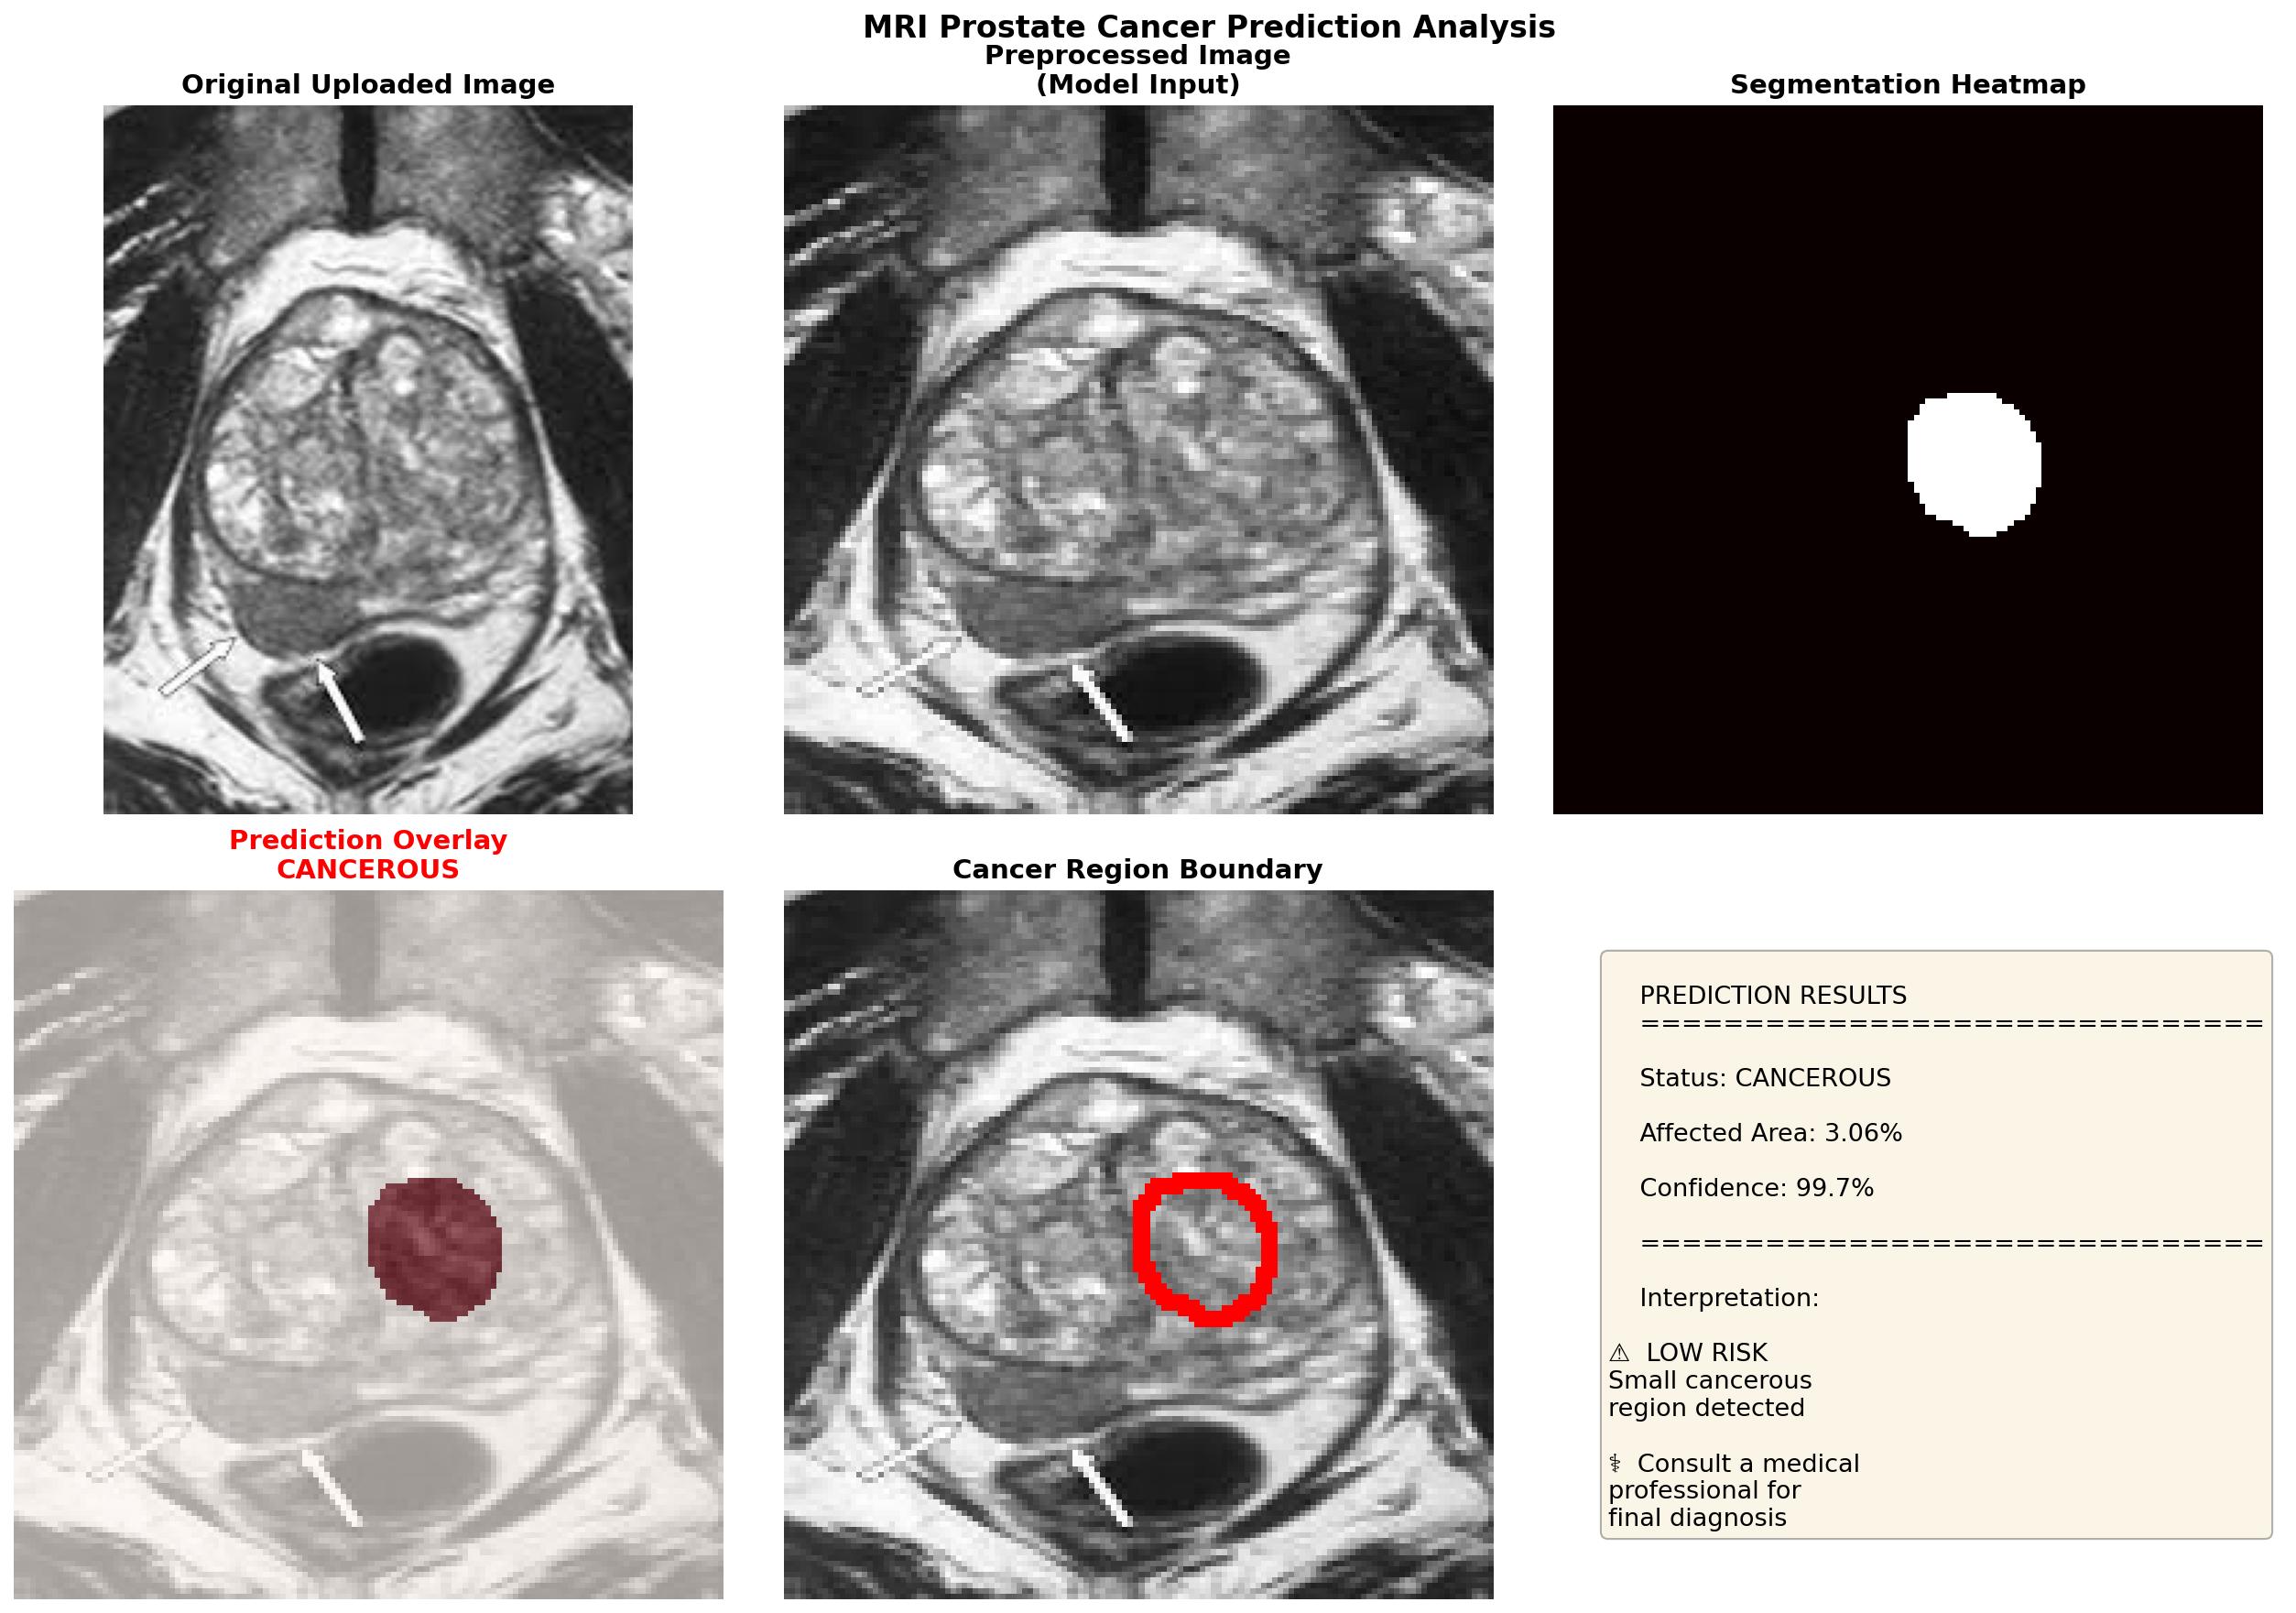 MRI Prostate Cancer Prediction Analysis
Original Uploaded Image
Preprocessed Image
(Model Input)
Segmentation Heatmap
Prediction Overlay
CANCEROUS
Cancer Region Boundary
PREDICTION RESULTS
==============================
Status: CANCEROUS
Affected Area: 3.06%
Confidence: 99.7%
==============================
Interpretation:
⚠ LOW RISK
Small cancerous
region detected
⚕ Consult a medical
professional for
final diagnosis